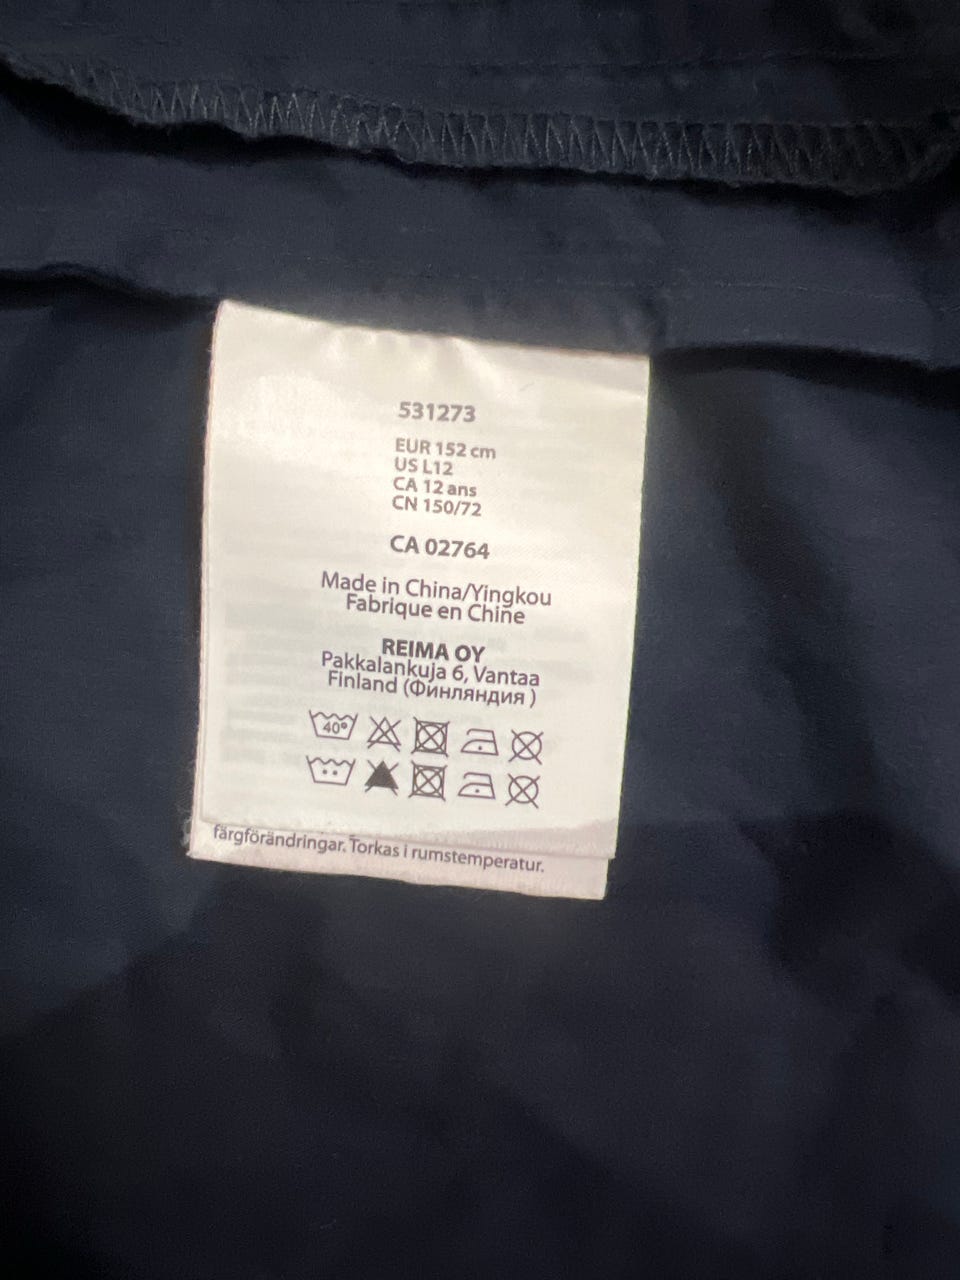 531273
EUR 152 cm
US L12
CA 12 ans
CN 150/72
CA 02764
Made in China/Yingkou
Fabrique en Chine
REIMA OY
Pakkalankuja 6, Vantaa
Finland (Финляндия )
40°
färgförändringar. Torkas i rumstemperatur.